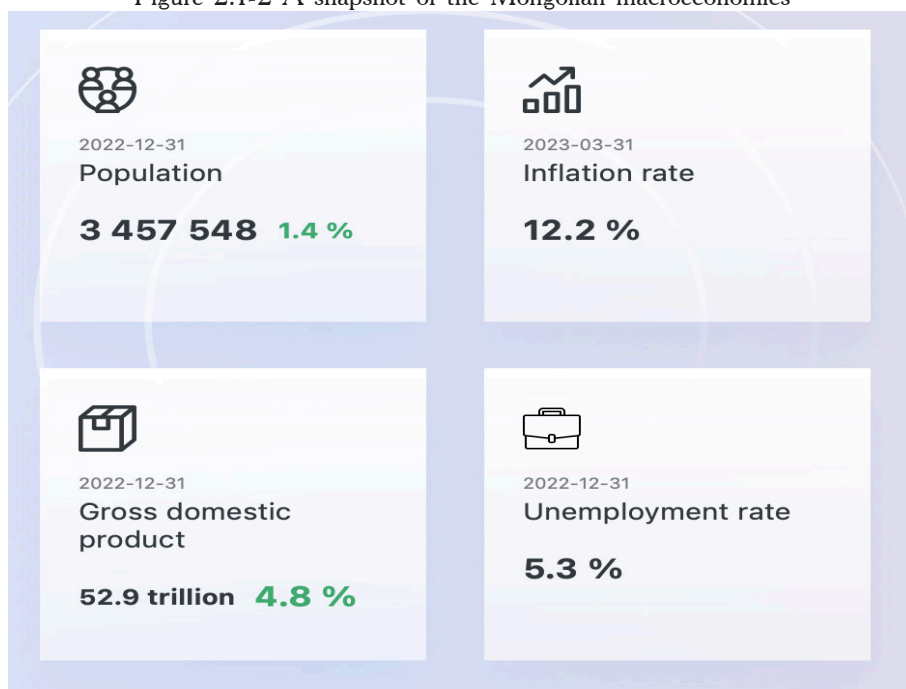 Figure 2.1-2 A snapshot of the Mongolian macroeconomics
2022-12-31
Population
3 457 548 1.4 %
2023-03-31
Inflation rate
12.2 %
2022-12-31
Gross domestic
product
52.9 trillion 4.8 %
2022-12-31
Unemployment rate
5.3 %